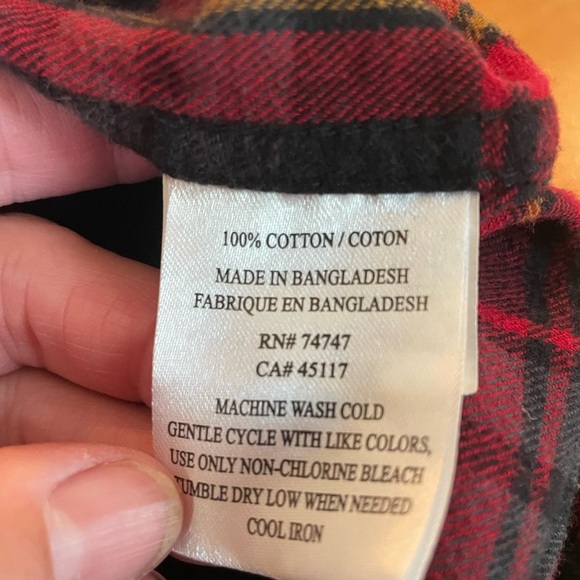 100% COTTON / COTON
MADE IN BANGLADESH
FABRIQUE EN BANGLADESH
RN# 74747
CA# 45117
MACHINE WASH COLD
GENTLE CYCLE WITH LIKE COLORS,
USE ONLY NON-CHLORINE BLEACH
TUMBLE DRY LOW WHEN NEEDED
COOL IRON